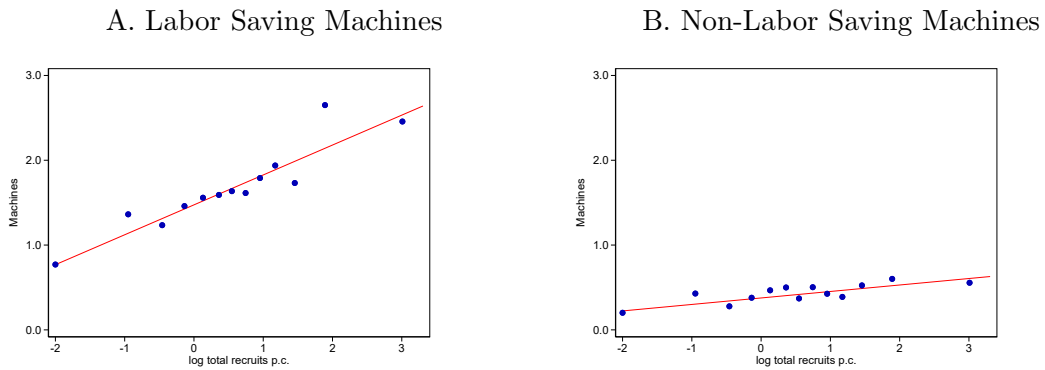 A. Labor Saving Machines
3.0
2.0
1.0
0.0
Machines
-2 -1 0 1 2 3
log total recruits p.c.
B. Non-Labor Saving Machines
3.0
2.0
1.0
0.0
Machines
-2 -1 0 1 2 3
log total recruits p.c.